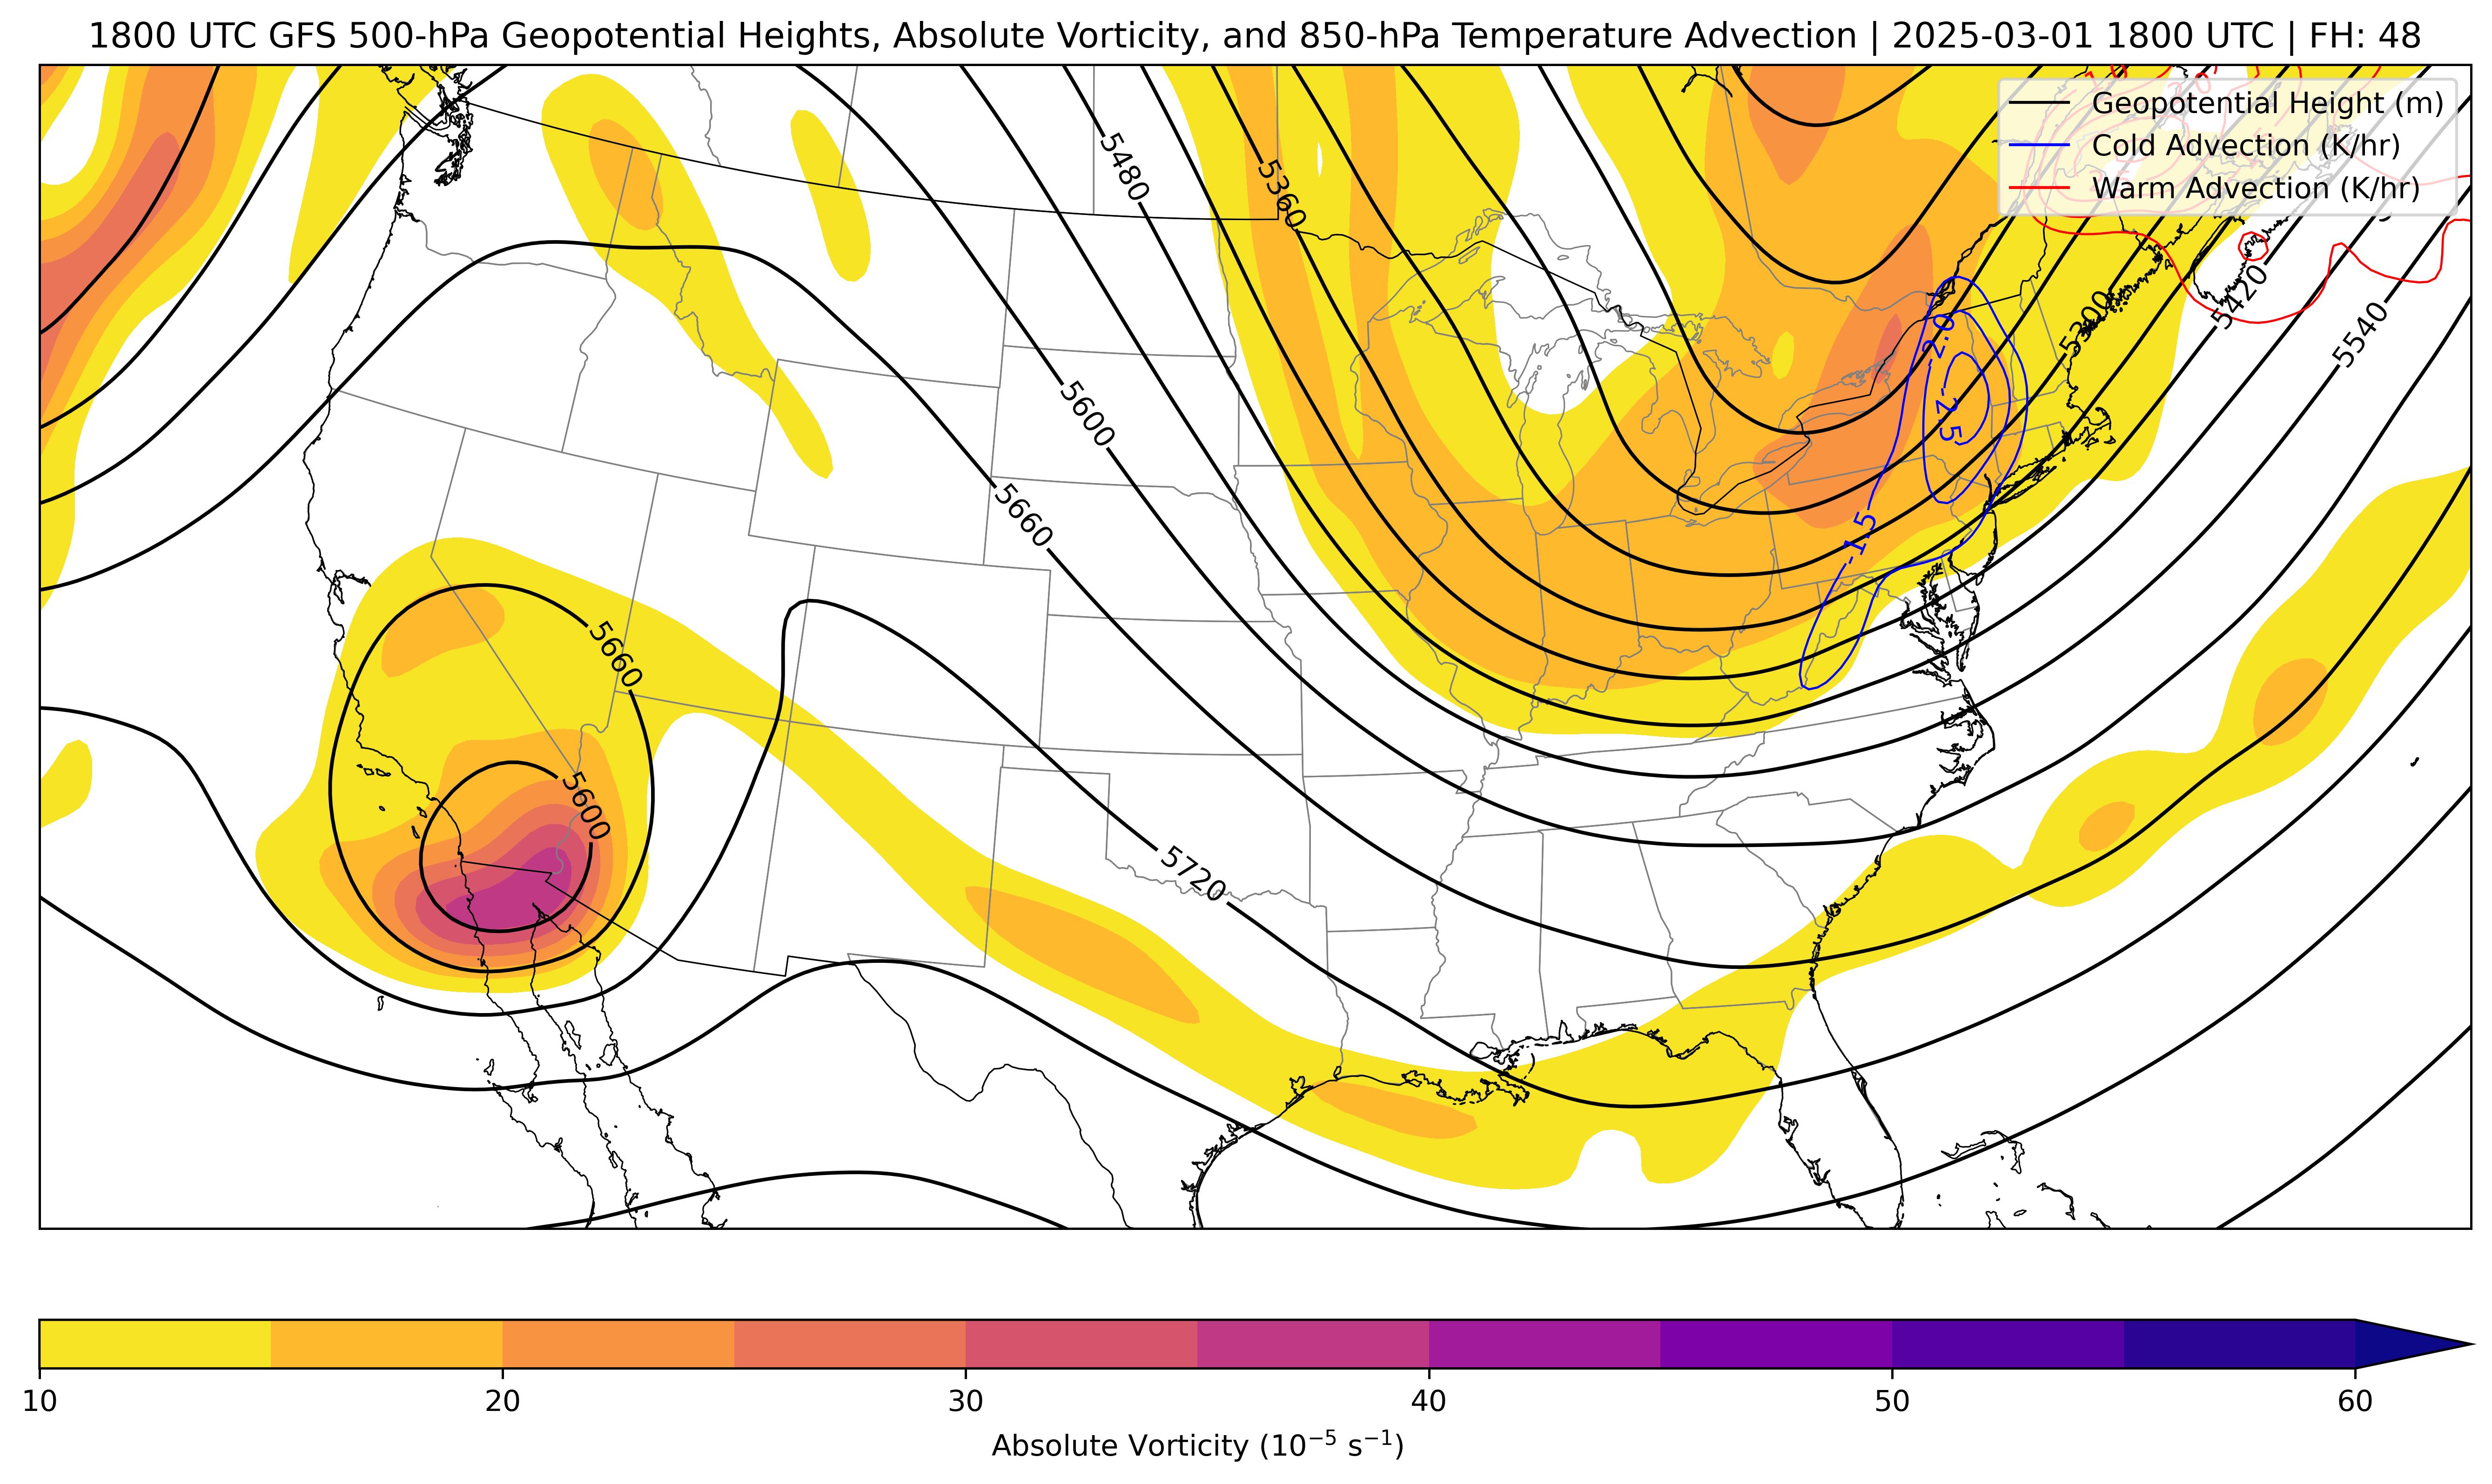 1800 UTC GFS 500-hPa Geopotential Heights, Absolute Vorticity, and 850-hPa Temperature Advection | 2025-03-01 1800 UTC | FH: 48
Geopotential Height (m)
Cold Advection (K/hr)
Warm Advection (K/hr)
5480
5360
5420
5300
5540
-2.0
-2.5
5600
5660
-1.5
5660
5600
5720
10 20 30 40 50 60
Absolute Vorticity (10⁻⁵ s⁻¹)